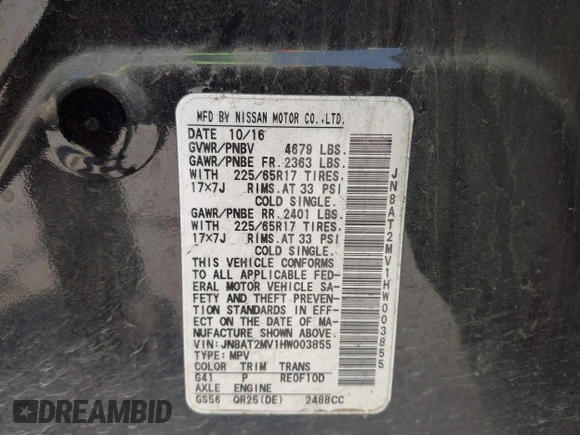 MFD BY NISSAN MOTOR CO.,LTD.
DATE 10/16
GVWR/PNBV 4679 LBS.
GAWR/PNBE FR. 2363 LBS.
WITH 225/65R17 TIRES.
17×7J RIMS.AT 33 PSI
COLD SINGLE.
GAWR/PNBE RR. 2401 LBS.
WITH 225/65R17 TIRES.
17×7J RIMS.AT 33 PSI
COLD SINGLE.
THIS VEHICLE CONFORMS
TO ALL APPLICABLE FED-
ERAL MOTOR VEHICLE SA-
FETY AND THEFT PREVEN-
TION STANDARDS IN EFF-
ECT ON THE DATE OF MA-
NUFACTURE SHOWN ABOVE.
VIN:JN8AT2MV1HW003855
TYPE: MPV
COLOR TRIM TRANS
G41 P RE0F10D
AXLE ENGINE
GS56 QR25(DE) 2488CC
JN8AT2MV1HW003855
EPICVIN.COM